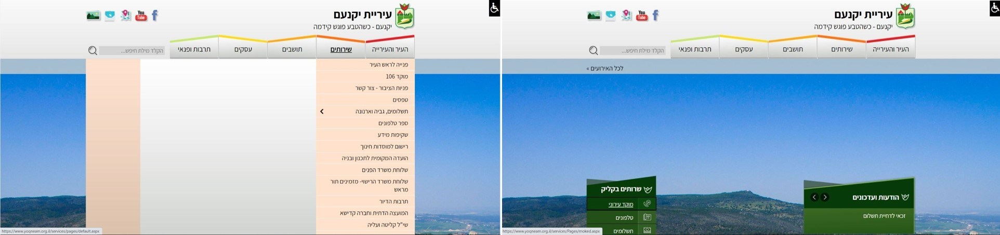 עיריית יקנעם
יקנעם - כשהטבע פוגש קידמה
You
Tube
העיר והעירייה
שירותים
תושבים
עסקים
תרבות ופנאי
הקלד מילת חיפש...
פנייה לראש העיר
מוקד 106
פניות הציבור - צור קשר
טפסים
תשלומים, גביה וארנונה
ספר טלפונים
שקיפות מידע
רישום למוסדות חינוך
הועדה המקומית לתכנון ובניה
שלוחת משרד הפנים
שלוחת משרד הרישוי- מזמינים תור
מראש
תרבות הדיור
המועצה הדתית וחברה קדישא
שי"ל קליטה ועליה
https://www.yoqneam.org.il/services/pages/default.aspx
עיריית יקנעם
יקנעם - כשהטבע פוגש קידמה
You
Tube
העיר והעירייה
שירותים
תושבים
עסקים
תרבות ופנאי
הקלד מילת חיפש...
לכל האירועים »
הודעות ועדכונים
זכאי לדחיית תשלום
שרותים בקליק
מוקד עירוני
טלפונים
תשלומים
https://www.yoqneam.org.il/services/Pages/moked.aspx